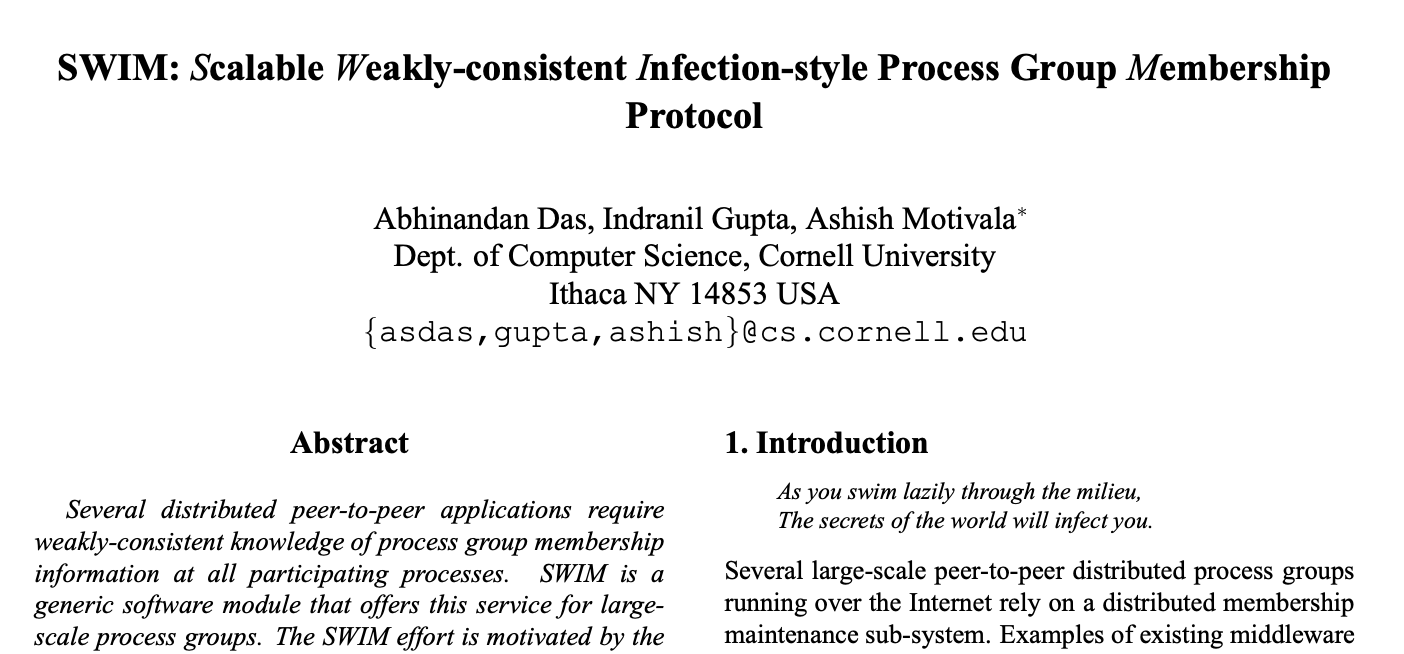 SWIM: Scalable Weakly-consistent Infection-style Process Group Membership
Protocol
Abhinandan Das, Indranil Gupta, Ashish Motivala*
Dept. of Computer Science, Cornell University
Ithaca NY 14853 USA
{asdas,gupta,ashish}@cs.cornell.edu
Abstract
Several distributed peer-to-peer applications require
weakly-consistent knowledge of process group membership
information at all participating processes. SWIM is a
generic software module that offers this service for large-
scale process groups. The SWIM effort is motivated by the
1. Introduction
As you swim lazily through the milieu,
The secrets of the world will infect you.
Several large-scale peer-to-peer distributed process groups
running over the Internet rely on a distributed membership
maintenance sub-system. Examples of existing middleware